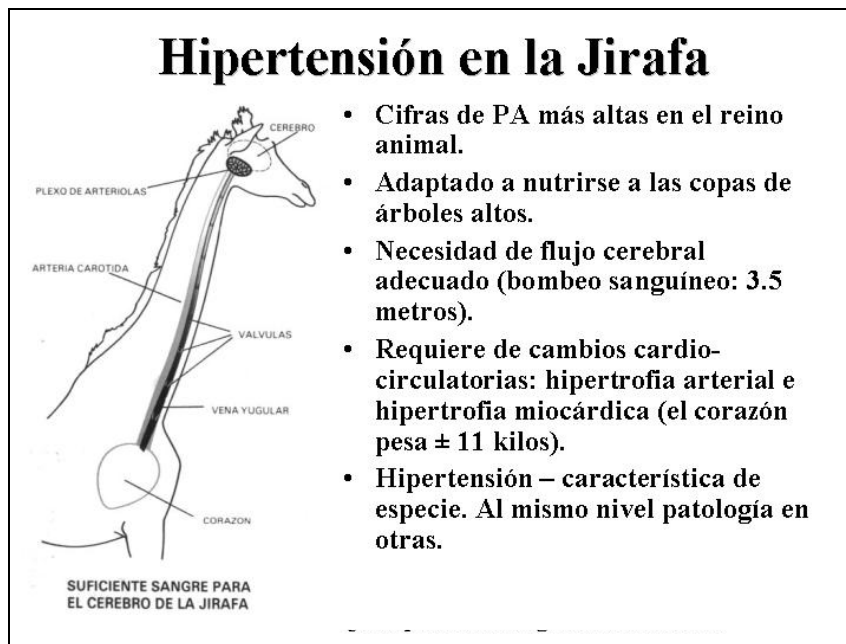 Hipertensión en la Jirafa
CEREBRO
PLEXO DE ARTERIOLAS
ARTERIA CAROTIDA
VALVULAS
VENA YUGULAR
CORAZON
SUFICIENTE SANGRE PARA
EL CEREBRO DE LA JIRAFA
• Cifras de PA más altas en el reino
animal.
• Adaptado a nutrirse a las copas de
árboles altos.
• Necesidad de flujo cerebral
adecuado (bombeo sanguíneo: 3.5
metros).
• Requiere de cambios cardio-
circulatorias: hipertrofia arterial e
hipertrofia miocárdica (el corazón
pesa ± 11 kilos).
• Hipertensión – característica de
especie. Al mismo nivel patología en
otras.